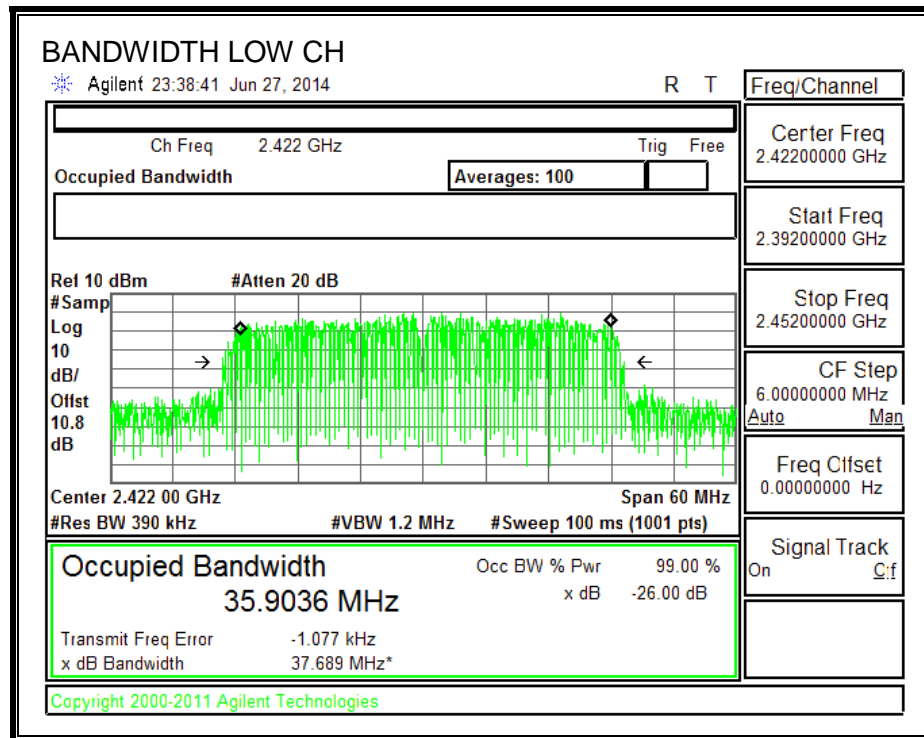 BANDWIDTH LOW CH
Agilent 23:38:41 Jun 27, 2014 R T
Ch Freq 2.422 GHz Trig Free
Occupied Bandwidth Averages: 100
Ref 10 dBm #Atten 20 dB
#Samp
Log
10
dB/
Offst
10.8
dB
Center 2.422 00 GHz Span 60 MHz
#Res BW 390 kHz #VBW 1.2 MHz #Sweep 100 ms (1001 pts)
Occupied Bandwidth Occ BW % Pwr 99.00 %
35.9036 MHz x dB -26.00 dB
Transmit Freq Error -1.077 kHz
x dB Bandwidth 37.689 MHz*
Copyright 2000-2011 Agilent Technologies
Freq/Channel
Center Freq
2.42200000 GHz
Start Freq
2.39200000 GHz
Stop Freq
2.45200000 GHz
CF Step
6.00000000 MHz
Auto Man
Freq Offset
0.00000000 Hz
Signal Track
On Off